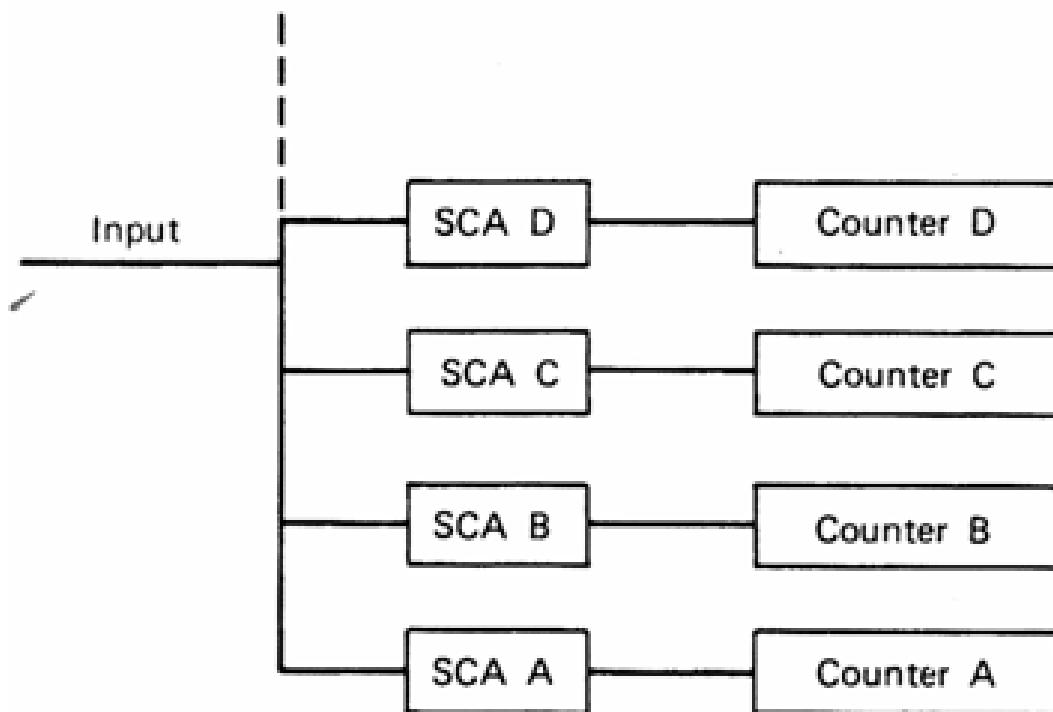 Input
SCA D
Counter D
SCA C
Counter C
SCA B
Counter B
SCA A
Counter A